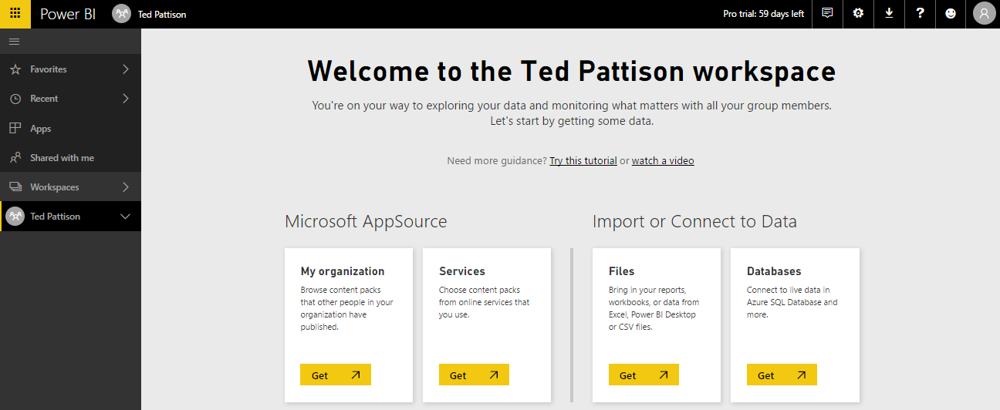 Power BI
Ted Pattison
Pro trial: 59 days left
?
Favorites
Recent
Apps
Shared with me
Workspaces
Ted Pattison
Welcome to the Ted Pattison workspace
You're on your way to exploring your data and monitoring what matters with all your group members.
Let's start by getting some data.
Need more guidance? Try this tutorial or watch a video
Microsoft AppSource
My organization
Browse content packs
that other people in your
organization have
published.
Get
Services
Choose content packs
from online services that
you use.
Get
Import or Connect to Data
Files
Bring in your reports,
workbooks, or data from
Excel, Power BI Desktop
or CSV files.
Get
Databases
Connect to live data in
Azure SQL Database and
more.
Get